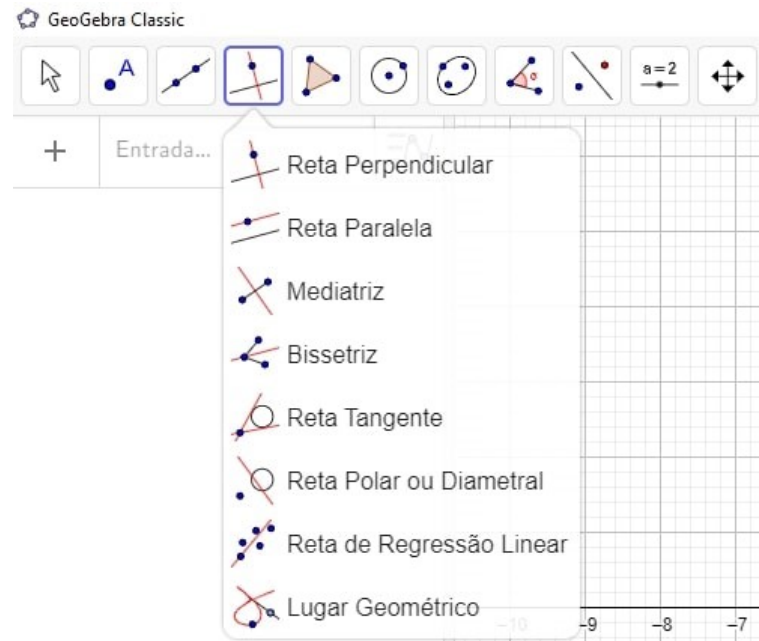 GeoGebra Classic
A
a=2
+ Entrada...
Reta Perpendicular
Reta Paralela
Mediatriz
Bissetriz
Reta Tangente
Reta Polar ou Diametral
Reta de Regressão Linear
Lugar Geométrico
-10 -9 -8 -7